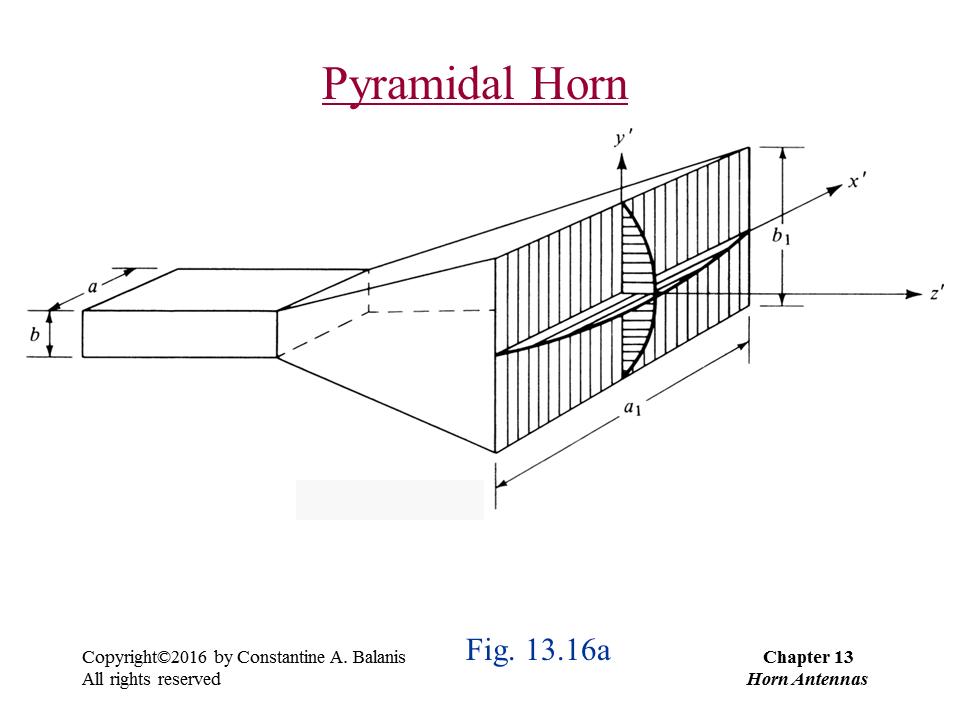 Pyramidal Horn
y′
x′
b1
z′
a
b
a1
Fig. 13.16a
Copyright©2016 by Constantine A. Balanis
All rights reserved
Chapter 13
Horn Antennas